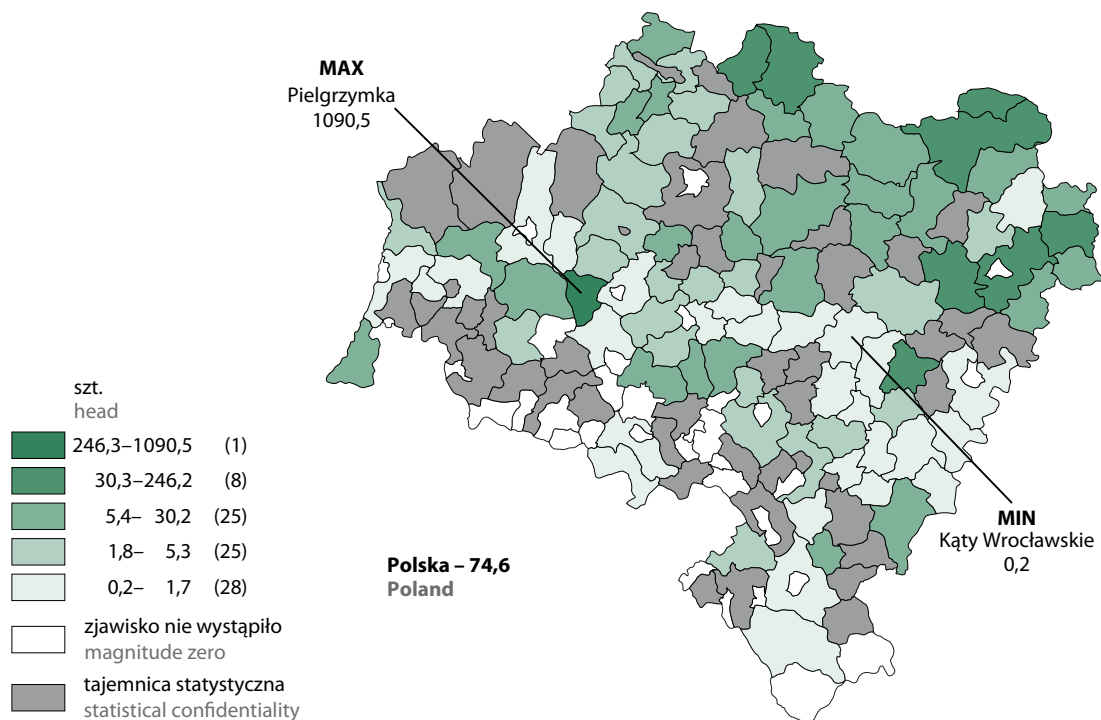 MAX
Pielgrzymka
1090,5
szt.
head
246,3–1090,5 (1)
30,3–246,2 (8)
5,4– 30,2 (25)
1,8– 5,3 (25)
0,2– 1,7 (28)
zjawisko nie wystąpiło
magnitude zero
tajemnica statystyczna
statistical confidentiality
Polska – 74,6
Poland
MIN
Kąty Wrocławskie
0,2